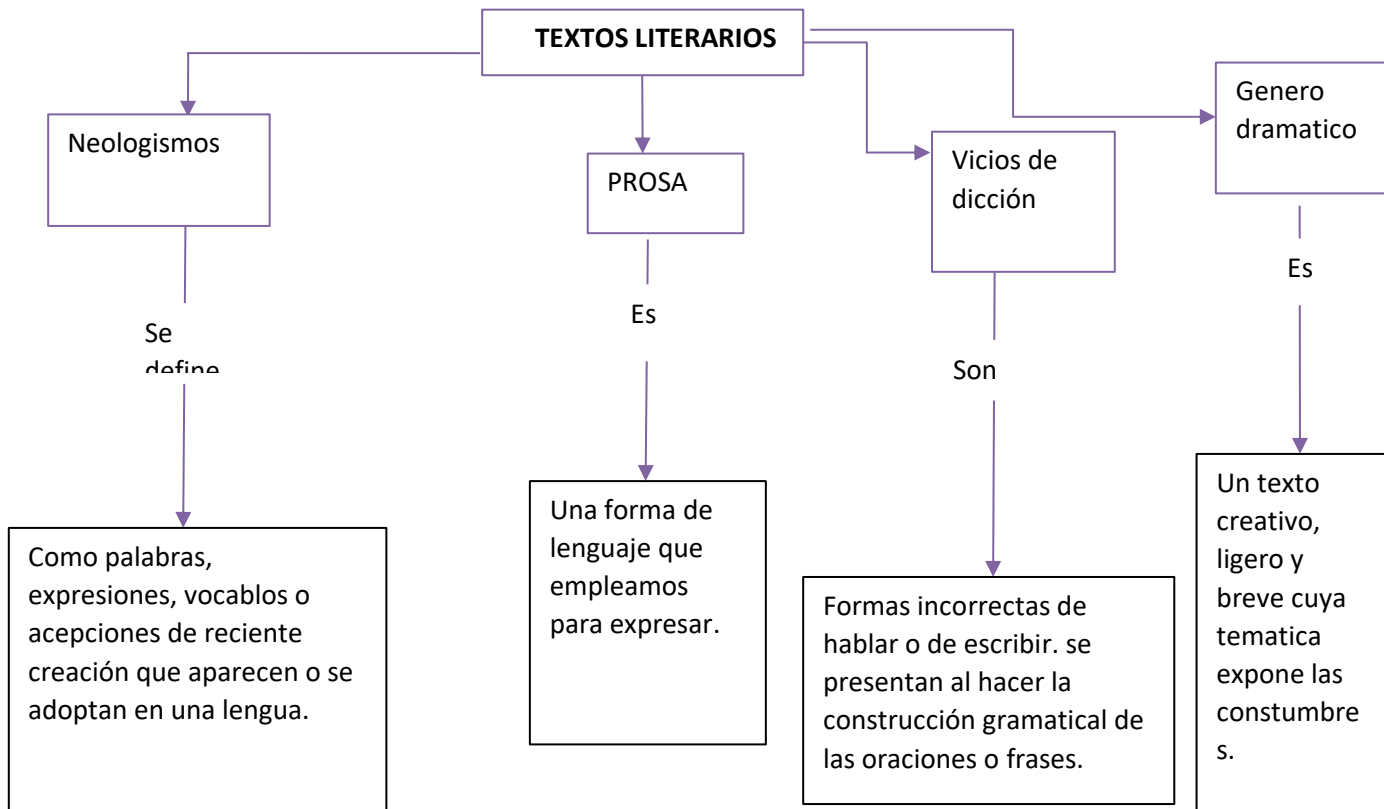 TEXTOS LITERARIOS
Neologismos
PROSA
Vicios de
dicción
Genero
dramatico
Se
define
Es
Son
Es
Como palabras,
expresiones, vocablos o
acepciones de reciente
creación que aparecen o se
adoptan en una lengua.
Una forma de
lenguaje que
empleamos
para expresar.
Formas incorrectas de
hablar o de escribir. se
presentan al hacer la
construcción gramatical de
las oraciones o frases.
Un texto
creativo,
ligero y
breve cuya
tematica
expone las
constumbre
s.